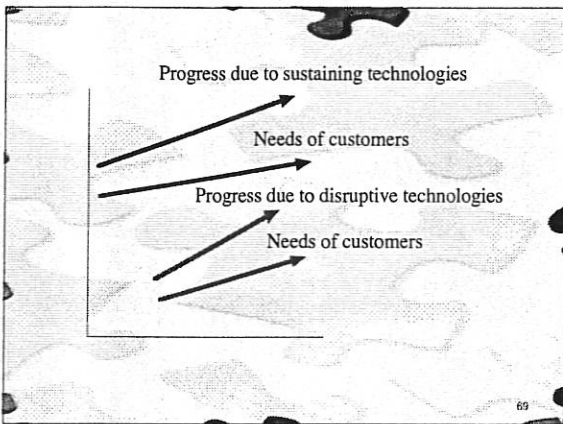 Progress due to sustaining technologies
Needs of customers
Progress due to disruptive technologies
Needs of customers
69